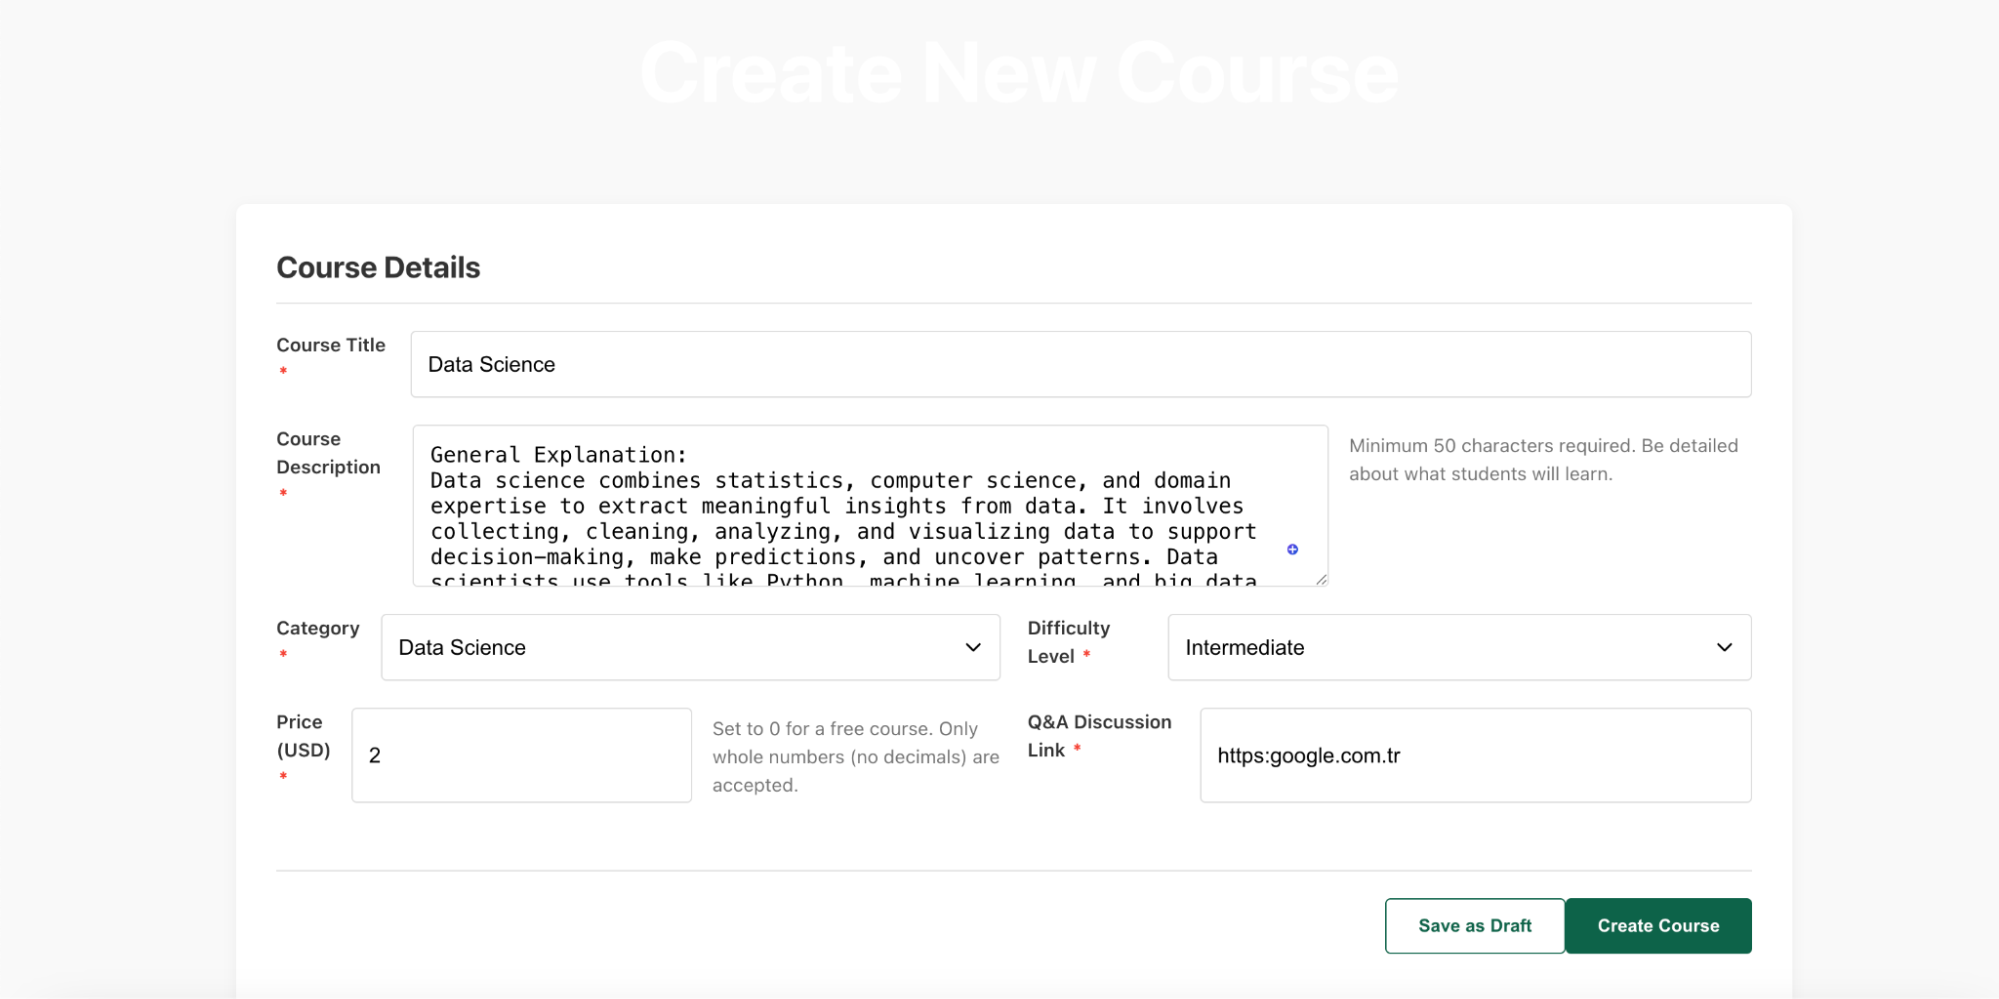 Create New Course
Course Details
Course Title
*
Data Science
Course
Description
*
General Explanation:
Data science combines statistics, computer science, and domain
expertise to extract meaningful insights from data. It involves
collecting, cleaning, analyzing, and visualizing data to support
decision-making, make predictions, and uncover patterns. Data
scientists use tools like Python, machine learning, and big data
Minimum 50 characters required. Be detailed
about what students will learn.
Category
*
Data Science
Difficulty
Level *
Intermediate
Price
(USD)
*
2
Set to 0 for a free course. Only
whole numbers (no decimals) are
accepted.
Q&A Discussion
Link *
https:google.com.tr
Save as Draft
Create Course